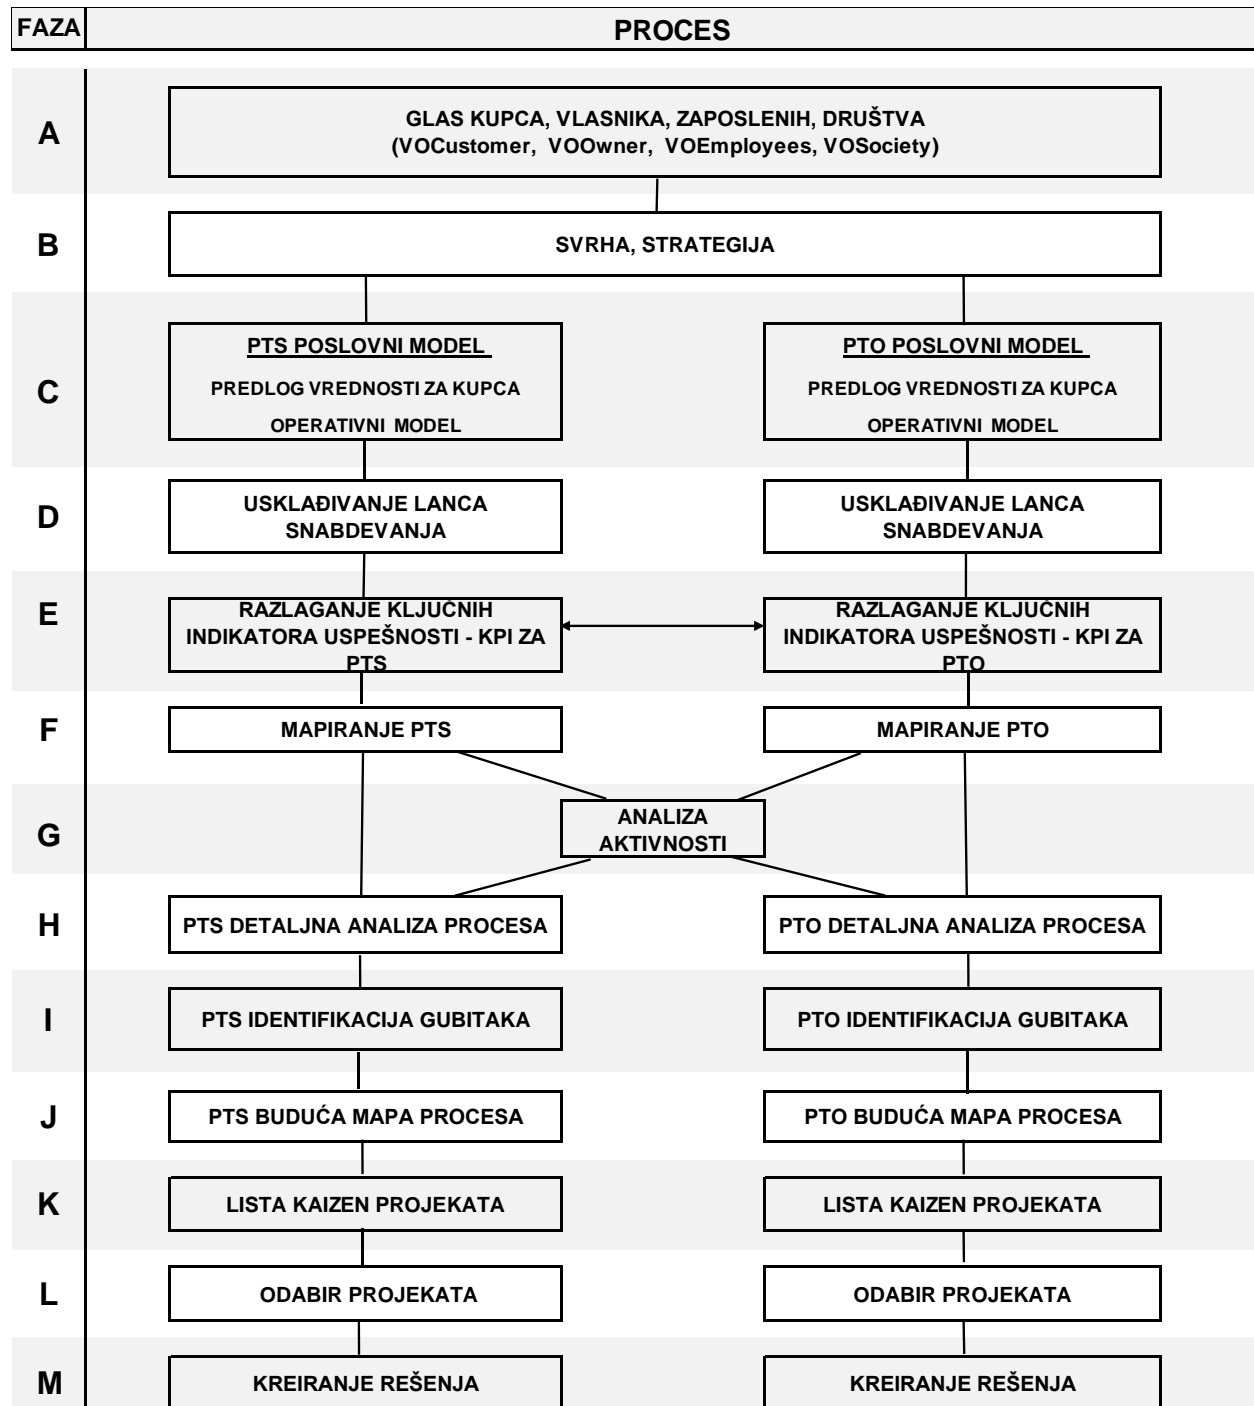 FAZA PROCES
A
GLAS KUPCA, VLASNIKA, ZAPOSLENIH, DRUŠTVA
(VOCustomer, VOOwner, VOEmployees, VOSociety)
B
SVRHA, STRATEGIJA
C
PTS POSLOVNI MODEL
PREDLOG VREDNOSTI ZA KUPCA
OPERATIVNI MODEL
PTO POSLOVNI MODEL
PREDLOG VREDNOSTI ZA KUPCA
OPERATIVNI MODEL
D
USKLAĐIVANJE LANCA
SNABDEVANJA
USKLAĐIVANJE LANCA
SNABDEVANJA
E
RAZLAGANJE KLJUČNIH
INDIKATORA USPEŠNOSTI - KPI ZA
PTS
RAZLAGANJE KLJUČNIH
INDIKATORA USPEŠNOSTI - KPI ZA
PTO
F
MAPIRANJE PTS
MAPIRANJE PTO
G
ANALIZA
AKTIVNOSTI
H
PTS DETALJNA ANALIZA PROCESA
PTO DETALJNA ANALIZA PROCESA
I
PTS IDENTIFIKACIJA GUBITAKA
PTO IDENTIFIKACIJA GUBITAKA
J
PTS BUDUĆA MAPA PROCESA
PTO BUDUĆA MAPA PROCESA
K
LISTA KAIZEN PROJEKATA
LISTA KAIZEN PROJEKATA
L
ODABIR PROJEKATA
ODABIR PROJEKATA
M
KREIRANJE REŠENJA
KREIRANJE REŠENJA